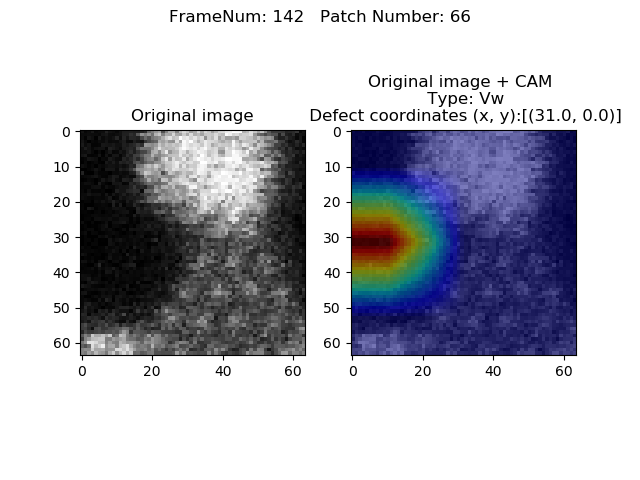 FrameNum: 142   Patch Number: 66
Original image
0
10
20
30
40
50
60
0 20 40 60
Original image + CAM
Type: Vw
Defect coordinates (x, y):[(31.0, 0.0)]
0
10
20
30
40
50
60
0 20 40 60